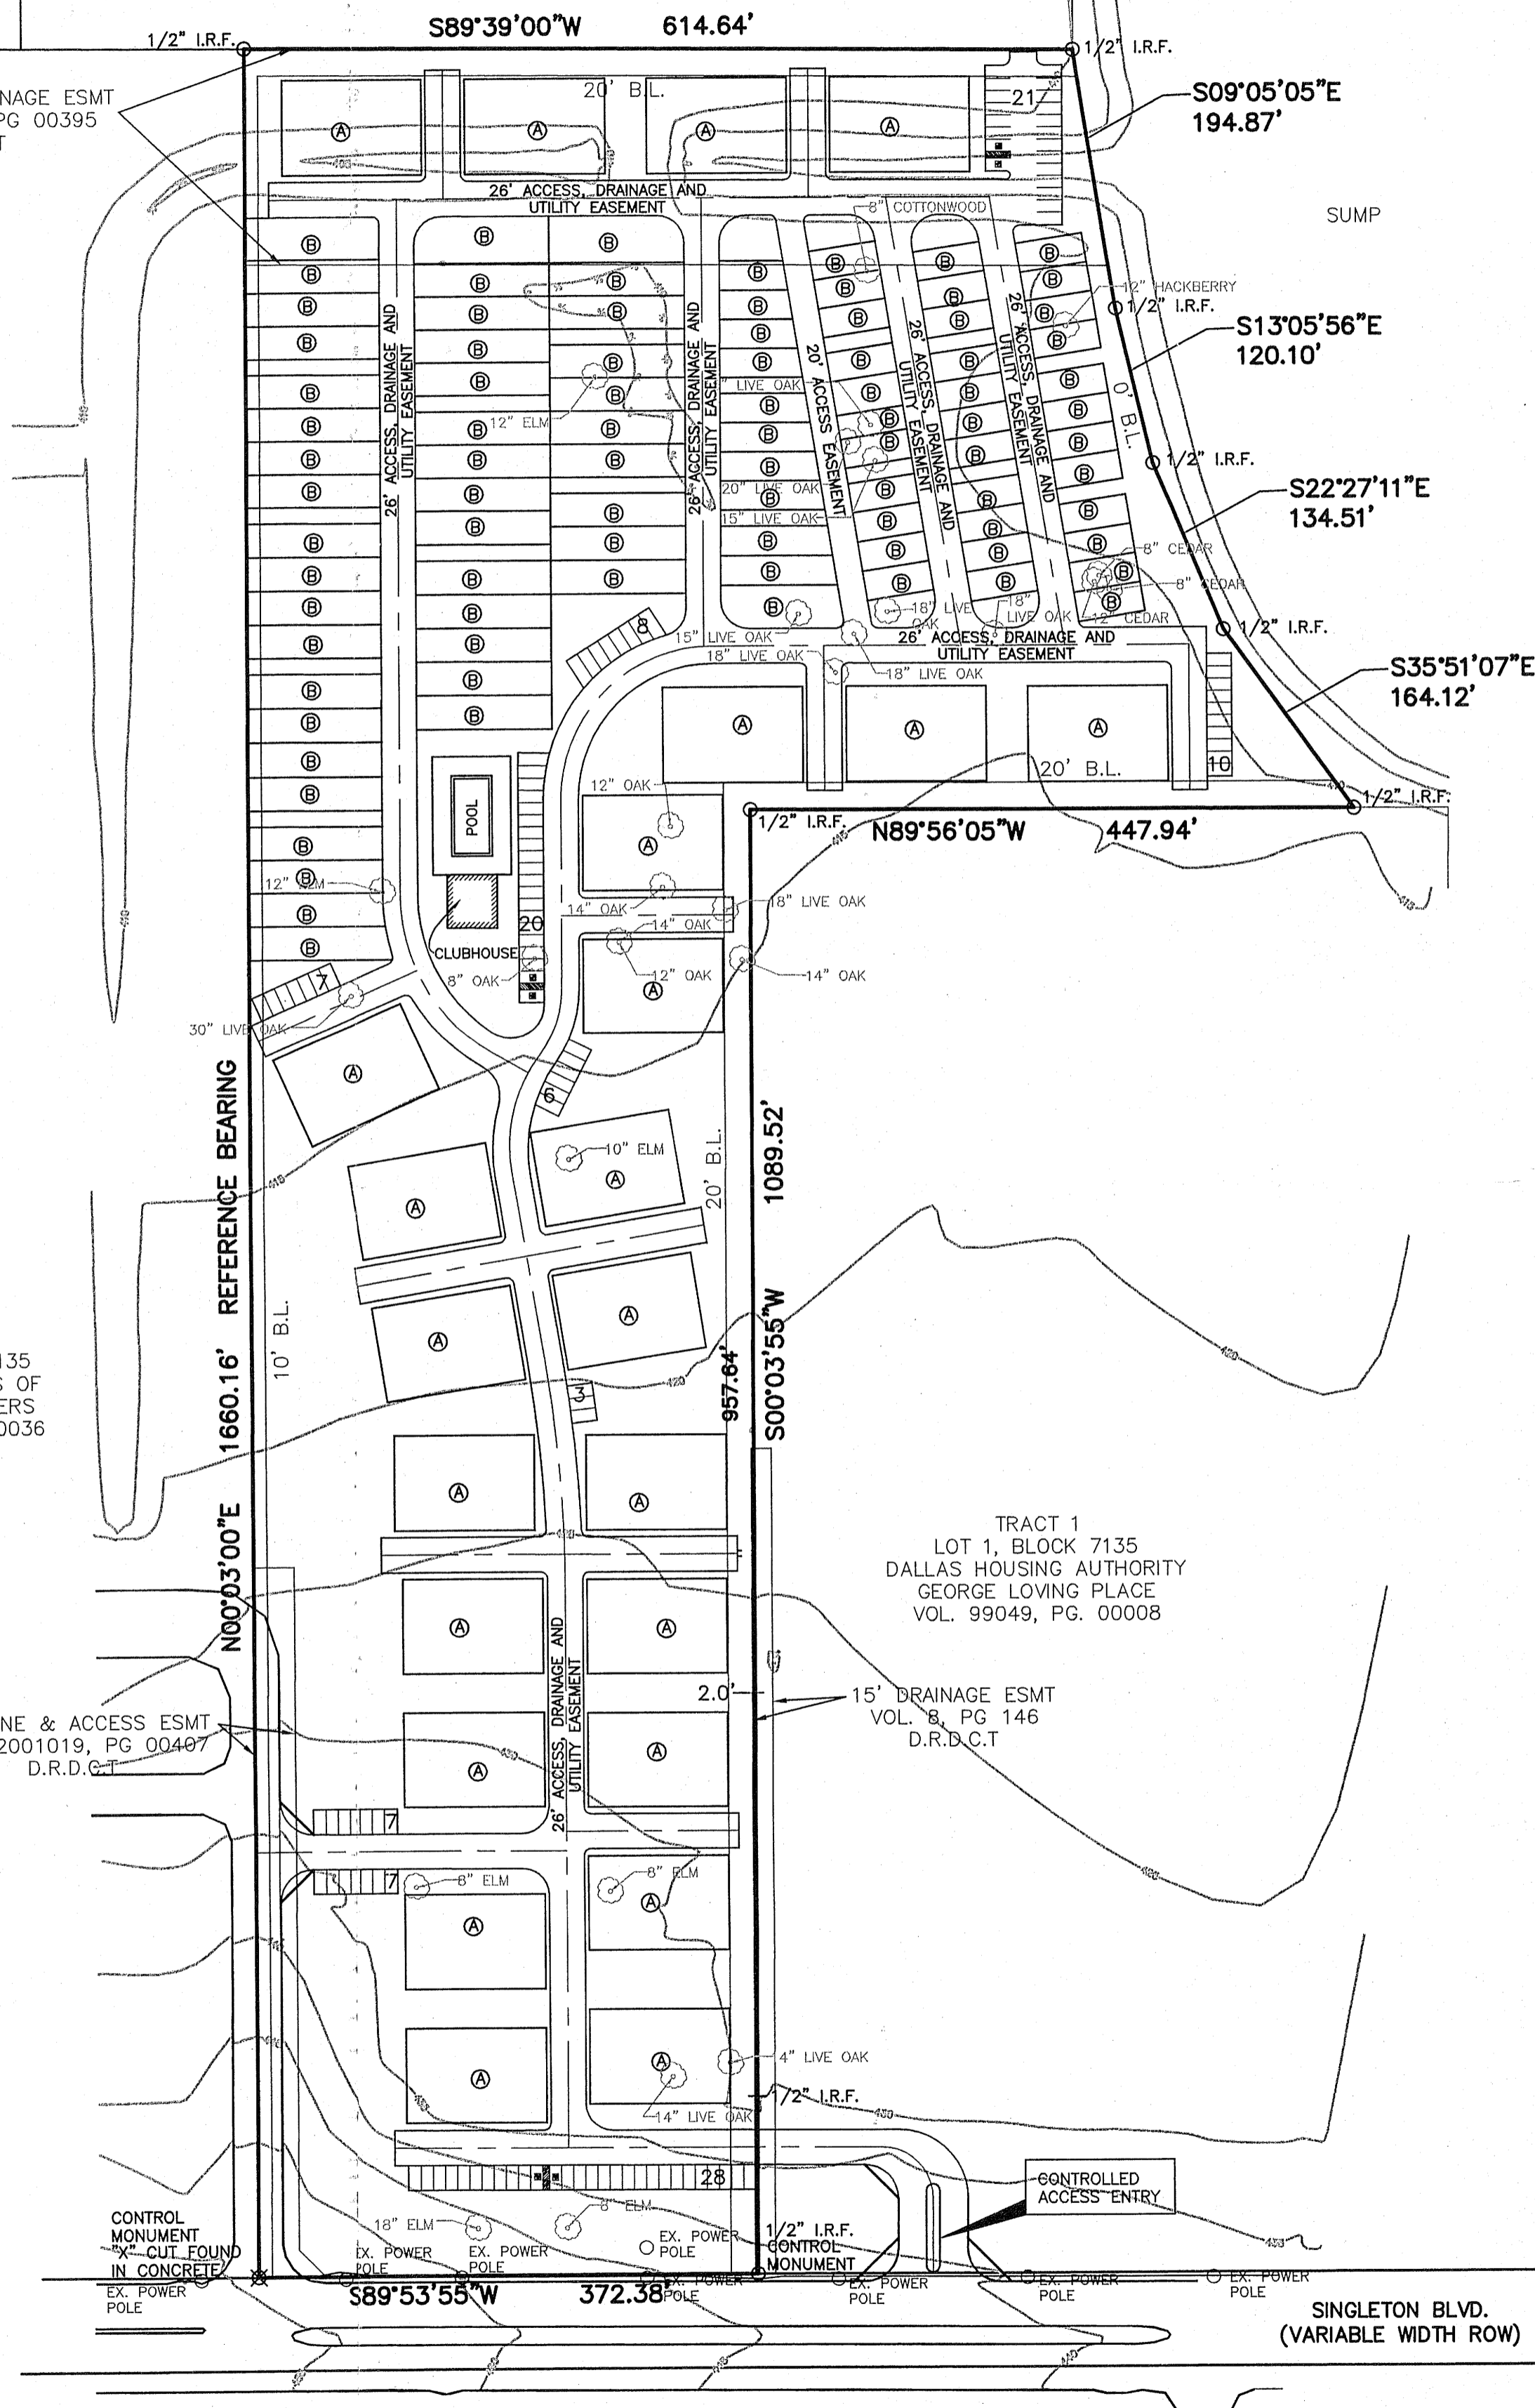 S89°39'00"W 614.64'
1/2" I.R.F.
1/2" I.R.F.
S09°05'05"E
194.87'
NAGE ESMT
PG 00395
T
20' B.L.
21
A
A
A
A
26' ACCESS, DRAINAGE AND
UTILITY EASEMENT
8" COTTONWOOD
SUMP
12" HACKBERRY
1/2" I.R.F.
S13°05'56"E
120.10'
26' ACCESS, DRAINAGE AND
UTILITY EASEMENT
26' ACCESS, DRAINAGE AND
UTILITY EASEMENT
20' ACCESS EASEMENT
26' ACCESS, DRAINAGE AND
UTILITY EASEMENT
26' ACCESS, DRAINAGE AND
UTILITY EASEMENT
0' B.L.
12" ELM
" LIVE OAK
20" LIVE OAK
15" LIVE OAK
1/2" I.R.F.
S22°27'11"E
134.51'
8" CEDAR
8" CEDAR
12" CEDAR
18" LIVE
OAK
18"
LIVE OAK
15" LIVE OAK
8
26' ACCESS, DRAINAGE AND
UTILITY EASEMENT
1/2" I.R.F.
18" LIVE OAK
18" LIVE OAK
S35°51'07"E
164.12'
A
A
A
20' B.L.
10
12" OAK
1/2" I.R.F.
1/2" I.R.F.
N89°56'05"W 447.94'
POOL
A
12" ELM
14" OAK
18" LIVE OAK
20
14" OAK
CLUBHOUSE
8" OAK
12" OAK
14" OAK
7
A
30" LIVE OAK
A
6
10" ELM
A
A
20' B.L.
1089.52'
N00°03'00"E 1660.16' REFERENCE BEARING
10' B.L.
A
A
957.64'
S00°03'55"W
135
S OF
ERS
0036
3
A
A
TRACT 1
LOT 1, BLOCK 7135
DALLAS HOUSING AUTHORITY
GEORGE LOVING PLACE
VOL. 99049, PG. 00008
A
A
26' ACCESS, DRAINAGE AND
UTILITY EASEMENT
2.0'
15' DRAINAGE ESMT
VOL. 8, PG 146
D.R.D.C.T
NE & ACCESS ESMT
2001019, PG 00407
D.R.D.C.T
A
A
7
7
8" ELM
8" ELM
A
A
A
A
4" LIVE OAK
14" LIVE OAK
1/2" I.R.F.
28
CONTROLLED
ACCESS ENTRY
18" ELM
8" ELM
CONTROL
MONUMENT
"X" CUT FOUND
IN CONCRETE
EX. POWER
POLE
EX. POWER
POLE
EX. POWER
POLE
EX. POWER
POLE
1/2" I.R.F.
CONTROL
MONUMENT
EX. POWER
EX. POWER
POLE
EX. POWER
POLE
EX. POWER
POLE
S89°53'55"W 372.38'
SINGLETON BLVD.
(VARIABLE WIDTH ROW)